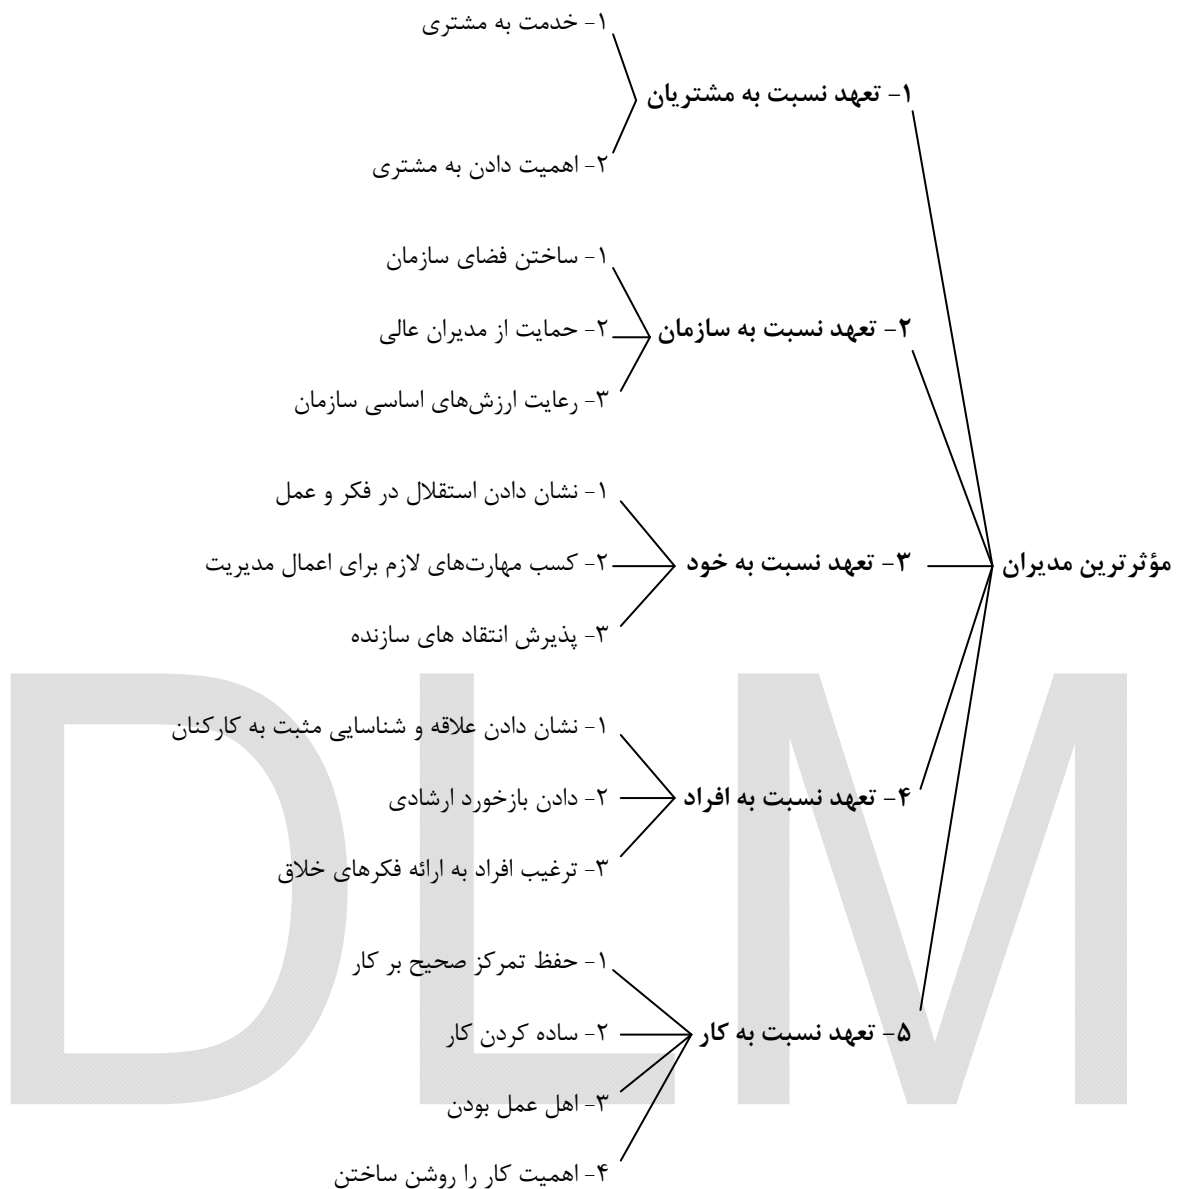 مؤثرترین مدیران
۱- تعهد نسبت به مشتریان
۱- خدمت به مشتری
۲- اهمیت دادن به مشتری
۲- تعهد نسبت به سازمان
۱- ساختن فضای سازمان
۲- حمایت از مدیران عالی
۳- رعایت ارزش‌های اساسی سازمان
۳- تعهد نسبت به خود
۱- نشان دادن استقلال در فکر و عمل
۲- کسب مهارت‌های لازم برای اعمال مدیریت
۳- پذیرش انتقاد های سازنده
۴- تعهد نسبت به افراد
۱- نشان دادن علاقه و شناسایی مثبت به کارکنان
۲- دادن بازخورد ارشادی
۳- ترغیب افراد به ارائه فکرهای خلاق
۵- تعهد نسبت به کار
۱- حفظ تمرکز صحیح بر کار
۲- ساده کردن کار
۳- اهل عمل بودن
۴- اهمیت کار را روشن ساختن
DLM